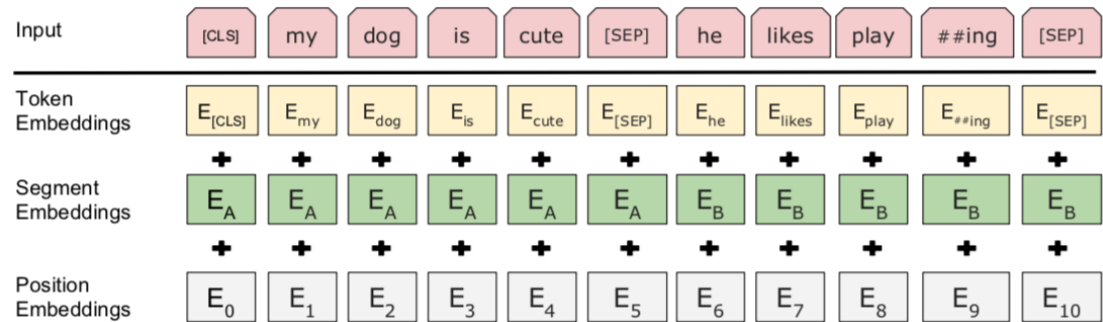 Input [CLS] my dog is cute [SEP] he likes play ##ing [SEP]
Token Embeddings E[CLS] Emy Edog Eis Ecute E[SEP] Ehe Elikes Eplay E##ing E[SEP]
+ + + + + + + + + + +
Segment Embeddings EA EA EA EA EA EA EB EB EB EB EB
+ + + + + + + + + + +
Position Embeddings E0 E1 E2 E3 E4 E5 E6 E7 E8 E9 E10